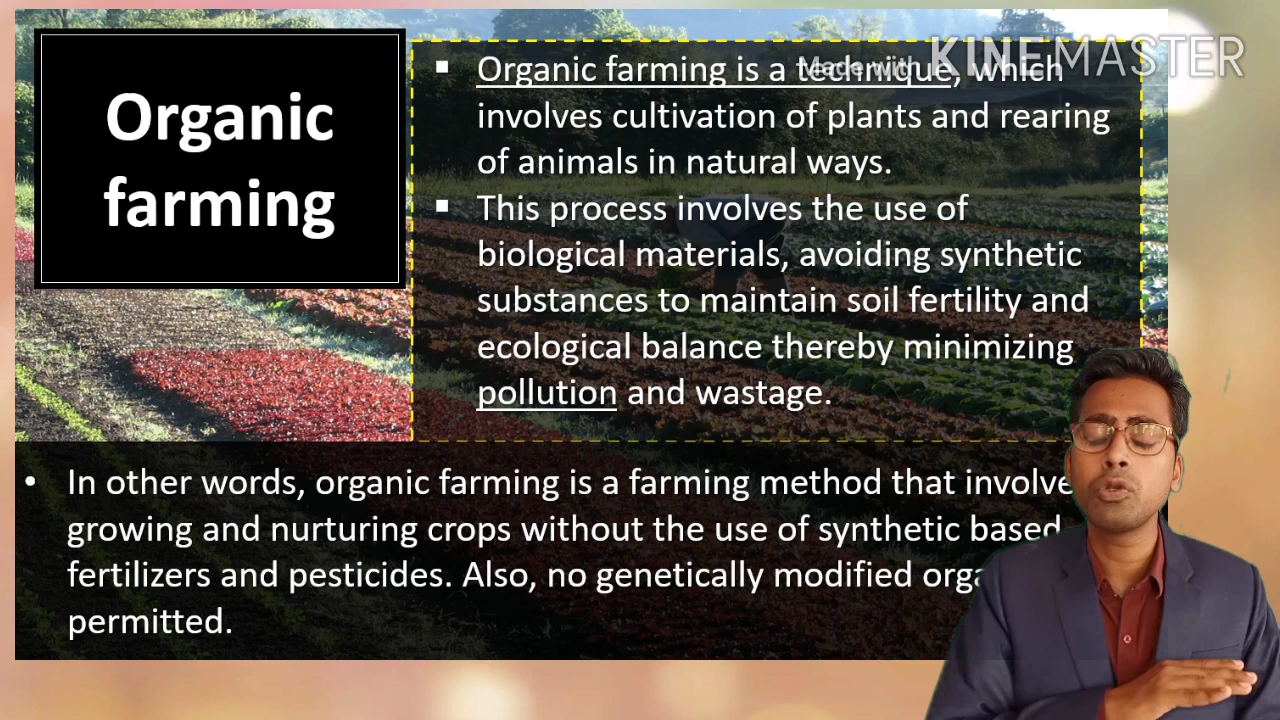 Organic
farming
Made with KINEMASTER
▪ Organic farming is a technique, which
involves cultivation of plants and rearing
of animals in natural ways.
▪ This process involves the use of
biological materials, avoiding synthetic
substances to maintain soil fertility and
ecological balance thereby minimizing
pollution and wastage.
• In other words, organic farming is a farming method that involve
growing and nurturing crops without the use of synthetic based
fertilizers and pesticides. Also, no genetically modified
permitted.